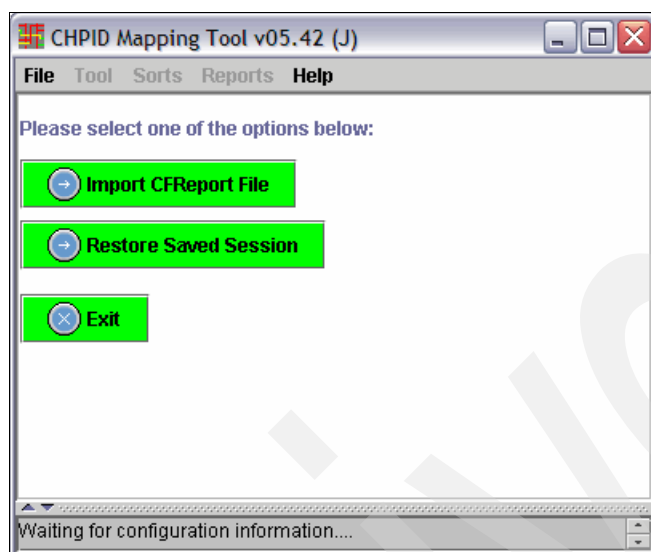 CHPID Mapping Tool v05.42 (J)
File Tool Sorts Reports Help
Please select one of the options below:
Import CFReport File
Restore Saved Session
Exit
Waiting for configuration information....